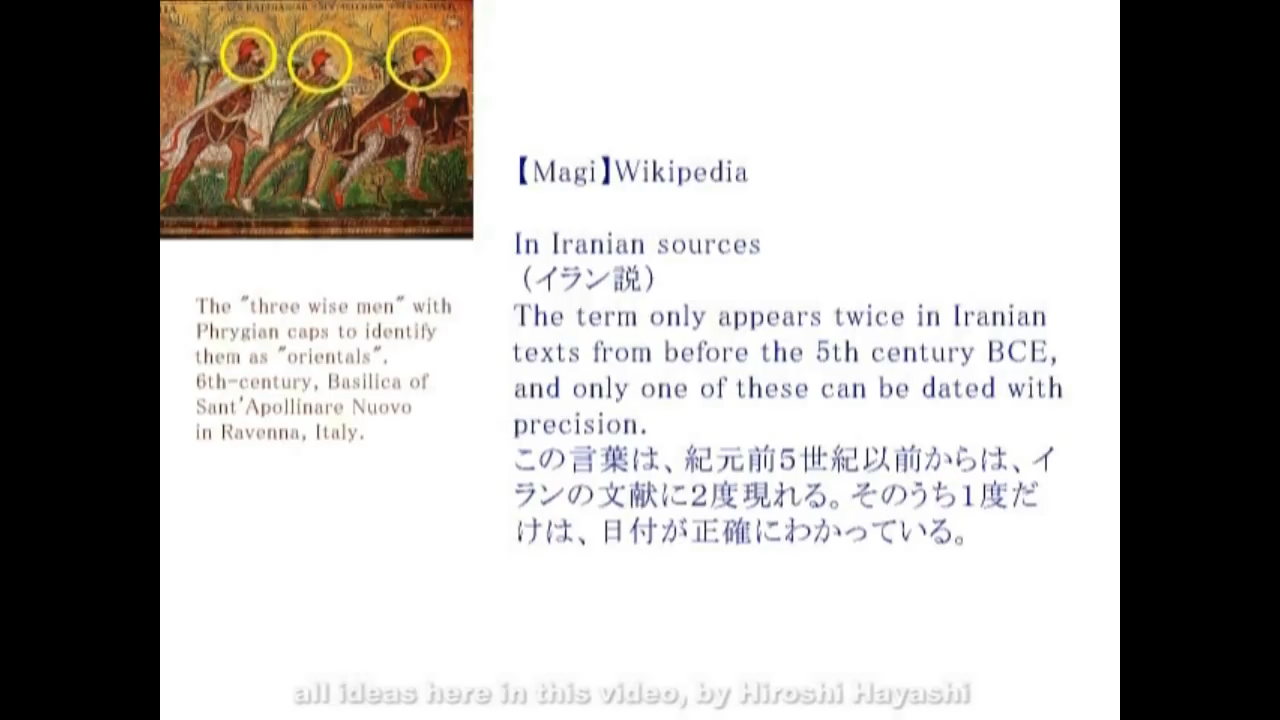 The "three wise men" with
Phrygian caps to identify
them as "orientals".
6th-century, Basilica of
Sant'Apollinare Nuovo
in Ravenna, Italy.
【Magi】Wikipedia
In Iranian sources
（イラン説）
The term only appears twice in Iranian
texts from before the 5th century BCE,
and only one of these can be dated with
precision.
この言葉は、紀元前5世紀以前からは、イ
ランの文献に2度現れる。そのうち1度だ
けは、日付が正確にわかっている。
all ideas here in this video, by Hiroshi Hayashi